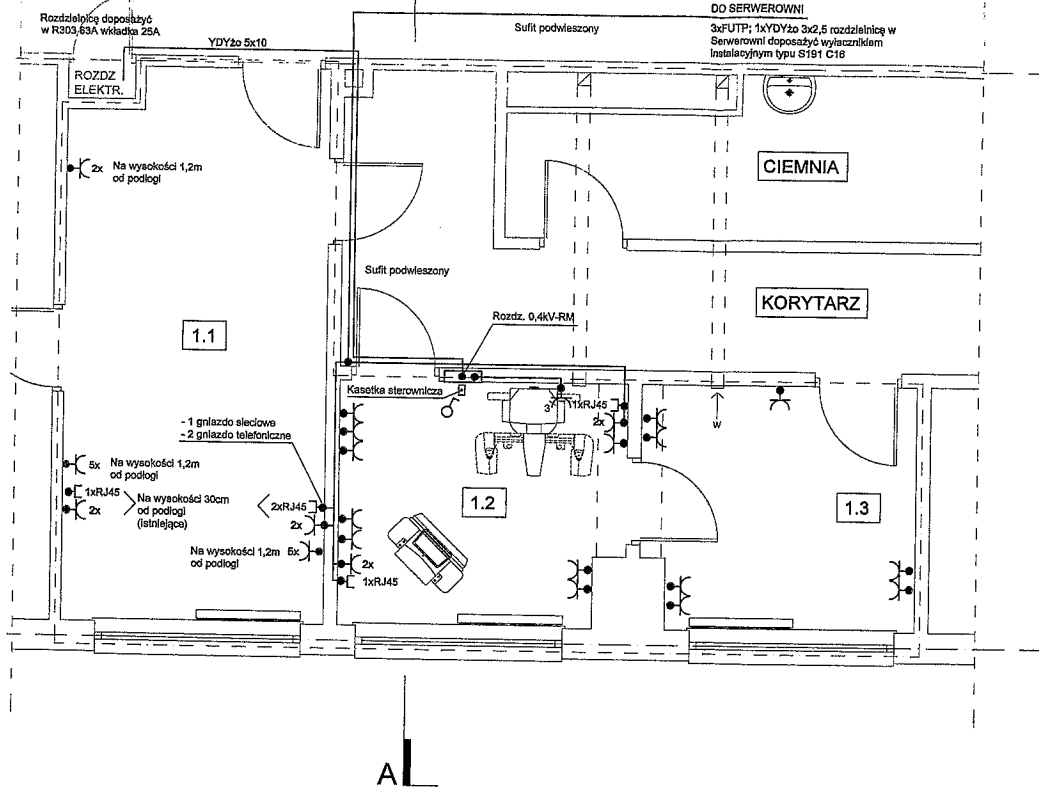 Rozdzielnicę doposażyć
w R303,63A wkładka 25A
YDYżo 5x10
ROZDZ
ELEKTR.
Sufit podwieszony
DO SERWEROWNI
3xFUTP; 1xYDYżo 3x2,5 rozdzielnicę w
Serwerowni doposażyć wyłącznikiem
instalacyjnym typu S191 C16
2x
Na wysokości 1,2m
od podłogi
CIEMNIA
Sufit podwieszony
KORYTARZ
Rozdz. 0,4kV-RM
1.1
Kasetka sterownicza
3
1xRJ45
2x
W
- 1 gniazdo sieciowe
- 2 gniazdo telefoniczne
5x
Na wysokości 1,2m
od podłogi
1xRJ45
2x
Na wysokości 30cm
od podłogi
(istniejące)
2xRJ45
2x
Na wysokości 1,2m
od podłogi
5x
2x
1xRJ45
1.2
1.3
A